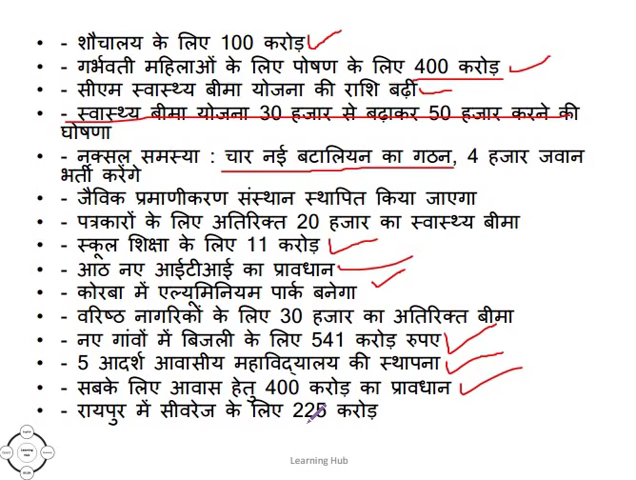 • - शौचालय के लिए 100 करोड़
• - गर्भवती महिलाओं के लिए पोषण के लिए 400 करोड़
• - सीएम स्वास्थ्य बीमा योजना की राशि बढ़ी
• - स्वास्थ्य बीमा योजना 30 हजार से बढ़ाकर 50 हजार करने की
घोषणा
• - नक्सल समस्या : चार नई बटालियन का गठन, 4 हजार जवान
भर्ती करेंगे
• - जैविक प्रमाणीकरण संस्थान स्थापित किया जाएगा
• - पत्रकारों के लिए अतिरिक्त 20 हजार का स्वास्थ्य बीमा
• - स्कूल शिक्षा के लिए 11 करोड़
• - आठ नए आईटीआई का प्रावधान
• - कोरबा में एल्यूमिनियम पार्क बनेगा
• - वरिष्ठ नागरिकों के लिए 30 हजार का अतिरिक्त बीमा
• - नए गांवों में बिजली के लिए 541 करोड़ रुपए
• - 5 आदर्श आवासीय महाविद्यालय की स्थापना
• - सबके लिए आवास हेतु 400 करोड़ का प्रावधान
• - रायपुर में सीवरेज के लिए 225 करोड़
Learning
Hub
Learning Hub